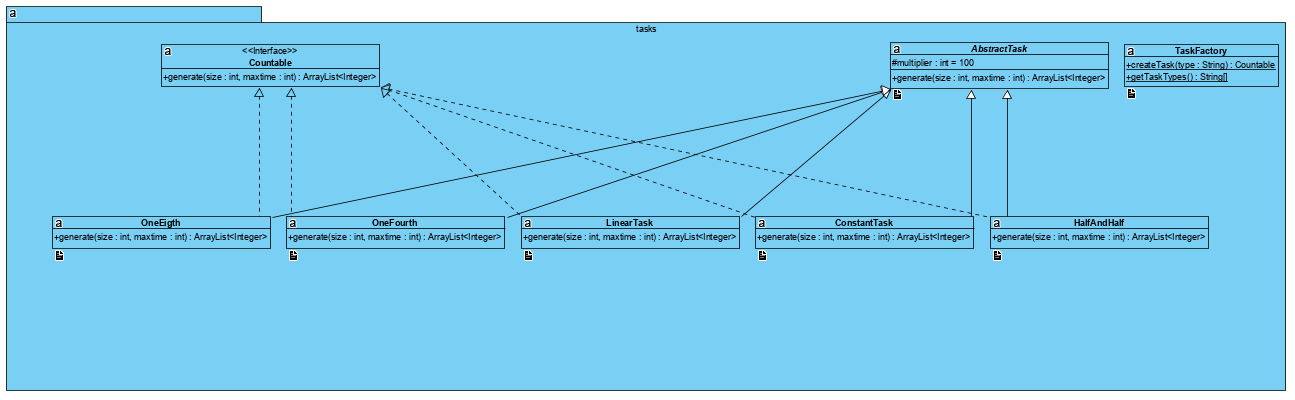 a
tasks
a
<<Interface>>
Countable
+generate(size : int, maxtime : int) : ArrayList<Integer>
a
AbstractTask
#multiplier : int = 100
+generate(size : int, maxtime : int) : ArrayList<Integer>
a
TaskFactory
+createTask(type : String) : Countable
+getTaskTypes() : String[]
a
OneEigth
+generate(size : int, maxtime : int) : ArrayList<Integer>
a
OneFourth
+generate(size : int, maxtime : int) : ArrayList<Integer>
a
LinearTask
+generate(size : int, maxtime : int) : ArrayList<Integer>
a
ConstantTask
+generate(size : int, maxtime : int) : ArrayList<Integer>
a
HalfAndHalf
+generate(size : int, maxtime : int) : ArrayList<Integer>